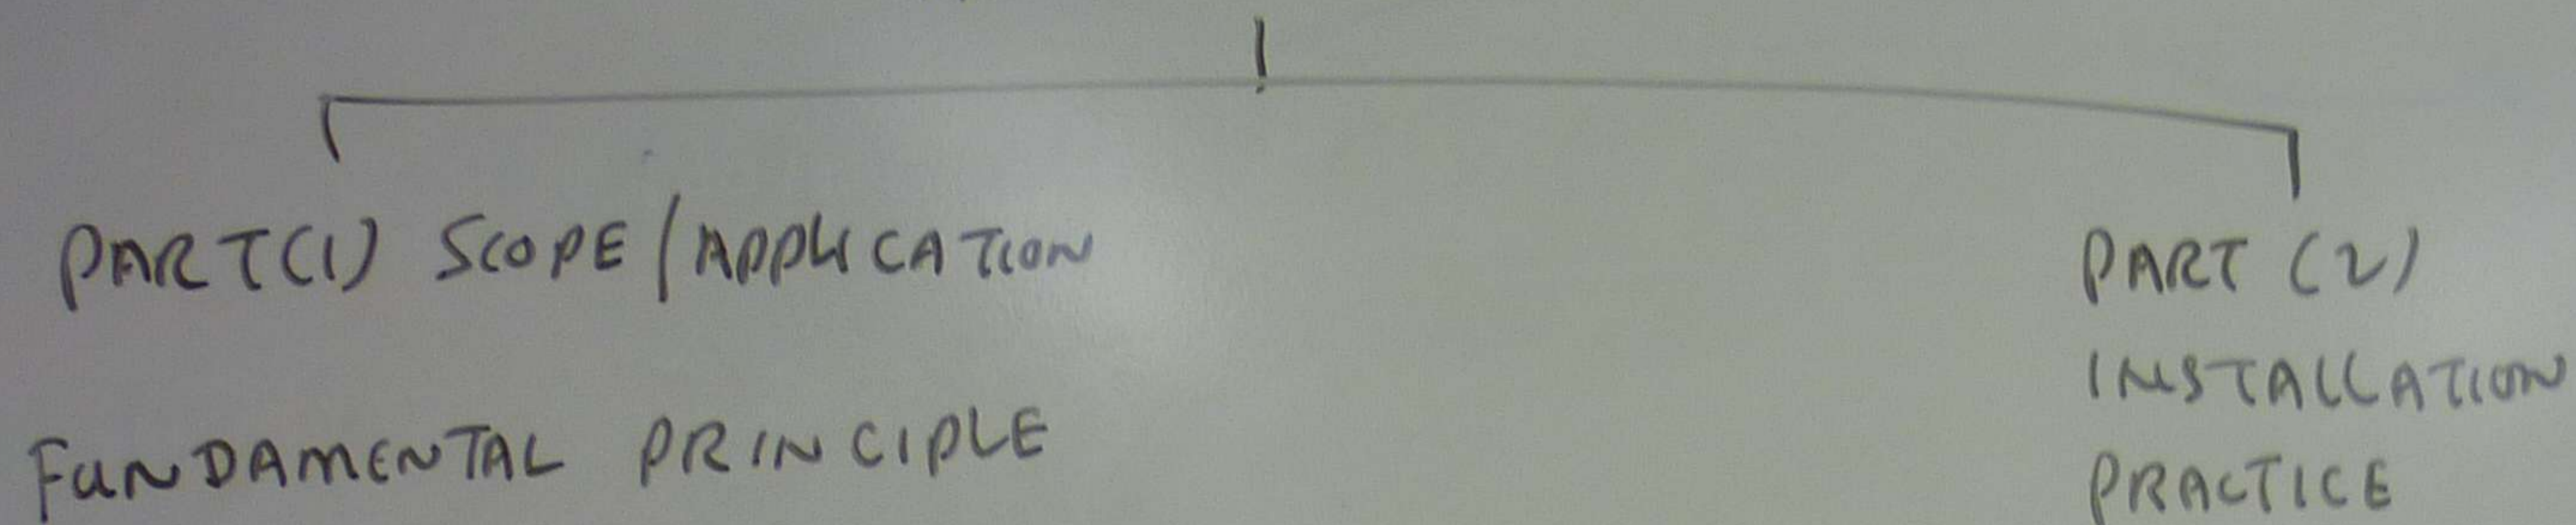 PART(1) SCOPE/APPLICATION
FUNDAMENTAL PRINCIPLE
PART (2)
INSTALLATION
PRACTICE